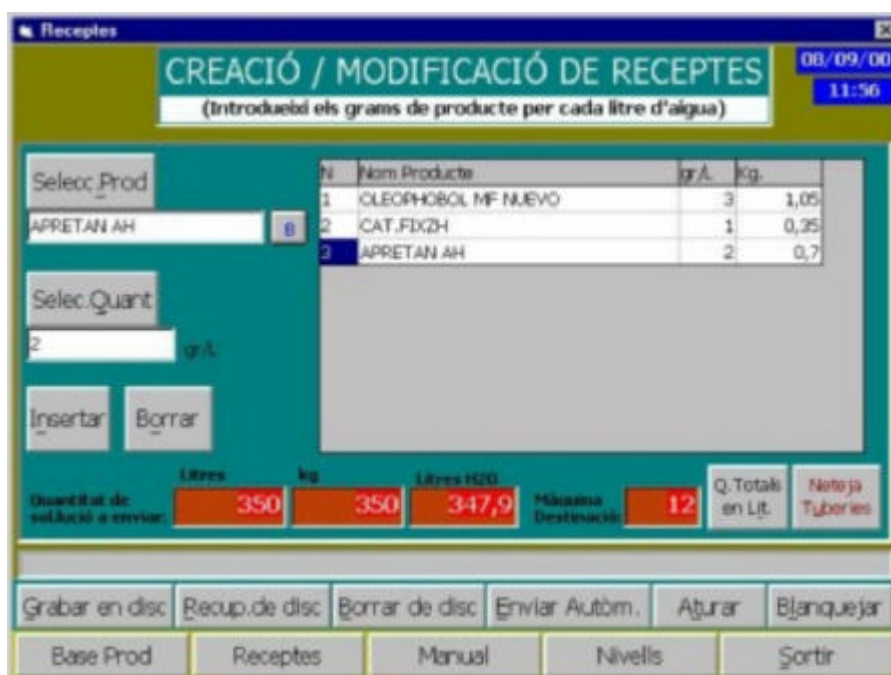 Receptes
CREACIÓ / MODIFICACIÓ DE RECEPTES
(Introdueixi els grams de producte per cada litre d'aigua)
08/09/00
11:56
Selecc.Prod
APRETAN AH
B
Selec.Quant
2 gr/L
Insertar Borrar
N Nom Producte gr/L Kg.
1 OLEOPHOBOL MF NUEVO 3 1,05
2 CAT.FIXZH 1 0,35
3 APRETAN AH 2 0,7
Litres kg Litres H2O
Quantitat de
sol.lució a enviar: 350 350 347,9
Màquina
Destinació: 12
Q.Totals
en Lit.
Neteja
Tuberies
Grabar en disc Recup.de disc Borrar de disc Enviar Autòm. Aturar Blanquejar
Base Prod Receptes Manual Nivells Sortir